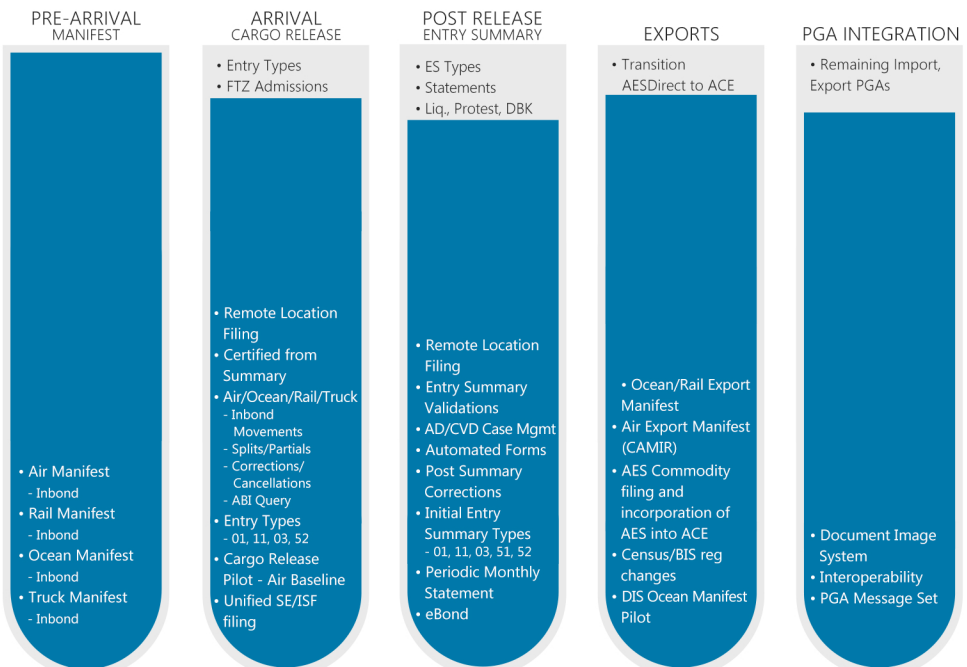 PRE-ARRIVAL
MANIFEST
• Air Manifest
- Inbond
• Rail Manifest
- Inbond
• Ocean Manifest
- Inbond
• Truck Manifest
- Inbond
ARRIVAL
CARGO RELEASE
• Entry Types
• FTZ Admissions
• Remote Location
Filing
• Certified from
Summary
• Air/Ocean/Rail/Truck
- Inbond
Movements
- Splits/Partials
- Corrections/
Cancellations
- ABI Query
• Entry Types
- 01, 11, 03, 52
• Cargo Release
Pilot - Air Baseline
• Unified SE/ISF
filing
POST RELEASE
ENTRY SUMMARY
• ES Types
• Statements
• Liq., Protest, DBK
• Remote Location
Filing
• Entry Summary
Validations
• AD/CVD Case Mgmt
• Automated Forms
• Post Summary
Corrections
• Initial Entry
Summary Types
- 01, 11, 03, 51, 52
• Periodic Monthly
Statement
• eBond
EXPORTS
• Transition
AESDirect to ACE
• Ocean/Rail Export
Manifest
• Air Export Manifest
(CAMIR)
• AES Commodity
filing and
incorporation of
AES into ACE
• Census/BIS reg
changes
• DIS Ocean Manifest
Pilot
PGA INTEGRATION
• Remaining Import,
Export PGAs
• Document Image
System
• Interoperability
• PGA Message Set